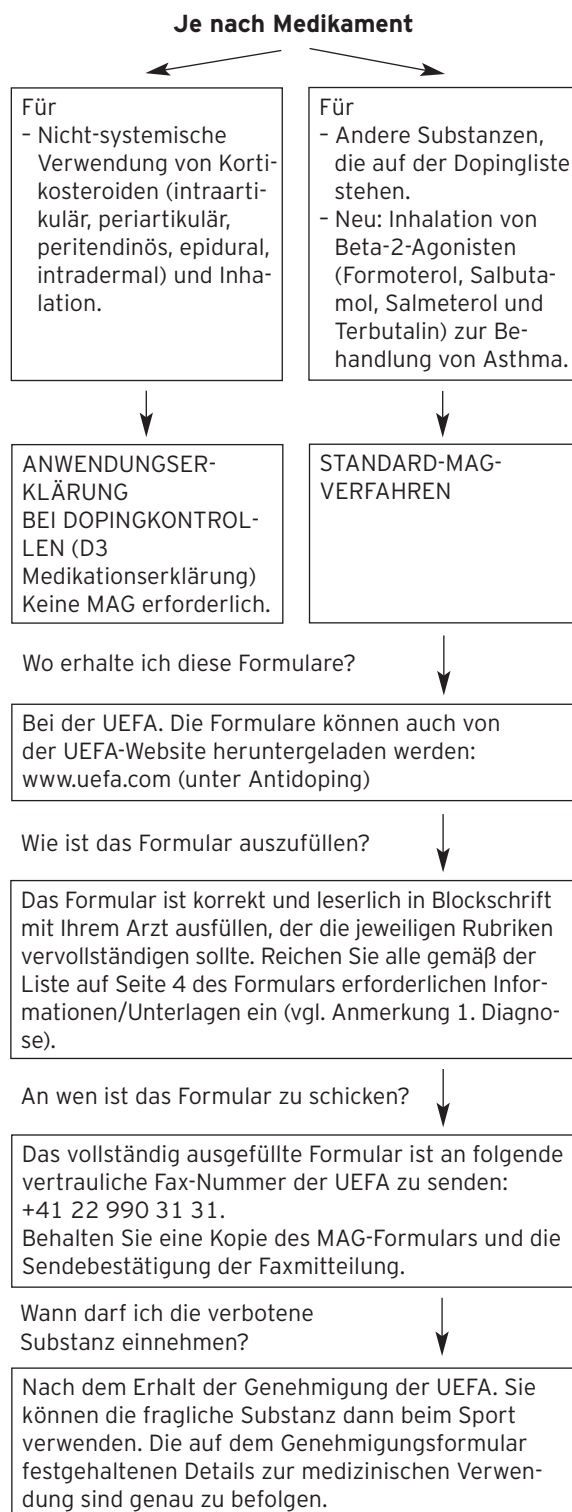 Je nach Medikament
Für
– Nicht-systemische
Verwendung von Korti-
kosteroiden (intraarti-
kulär, periartikulär,
peritendinös, epidural,
intradermal) und Inha-
lation.
Für
– Andere Substanzen,
die auf der Dopingliste
stehen.
– Neu: Inhalation von
Beta-2-Agonisten
(Formoterol, Salbuta-
mol, Salmeterol und
Terbutalin) zur Be-
handlung von Asthma.
ANWENDUNGSER-
KLÄRUNG
BEI DOPINGKONTROL-
LEN (D3
Medikationserklärung)
Keine MAG erforderlich.
STANDARD-MAG-
VERFAHREN
Wo erhalte ich diese Formulare?
Bei der UEFA. Die Formulare können auch von
der UEFA-Website heruntergeladen werden:
www.uefa.com (unter Antidoping)
Wie ist das Formular auszufüllen?
Das Formular ist korrekt und leserlich in Blockschrift
mit Ihrem Arzt ausfüllen, der die jeweiligen Rubriken
vervollständigen sollte. Reichen Sie alle gemäß der
Liste auf Seite 4 des Formulars erforderlichen Infor-
mationen/Unterlagen ein (vgl. Anmerkung 1. Diagno-
se).
An wen ist das Formular zu schicken?
Das vollständig ausgefüllte Formular ist an folgende
vertrauliche Fax-Nummer der UEFA zu senden:
+41 22 990 31 31.
Behalten Sie eine Kopie des MAG-Formulars und die
Sendebestätigung der Faxmitteilung.
Wann darf ich die verbotene
Substanz einnehmen?
Nach dem Erhalt der Genehmigung der UEFA. Sie
können die fragliche Substanz dann beim Sport
verwenden. Die auf dem Genehmigungsformular
festgehaltenen Details zur medizinischen Verwen-
dung sind genau zu befolgen.